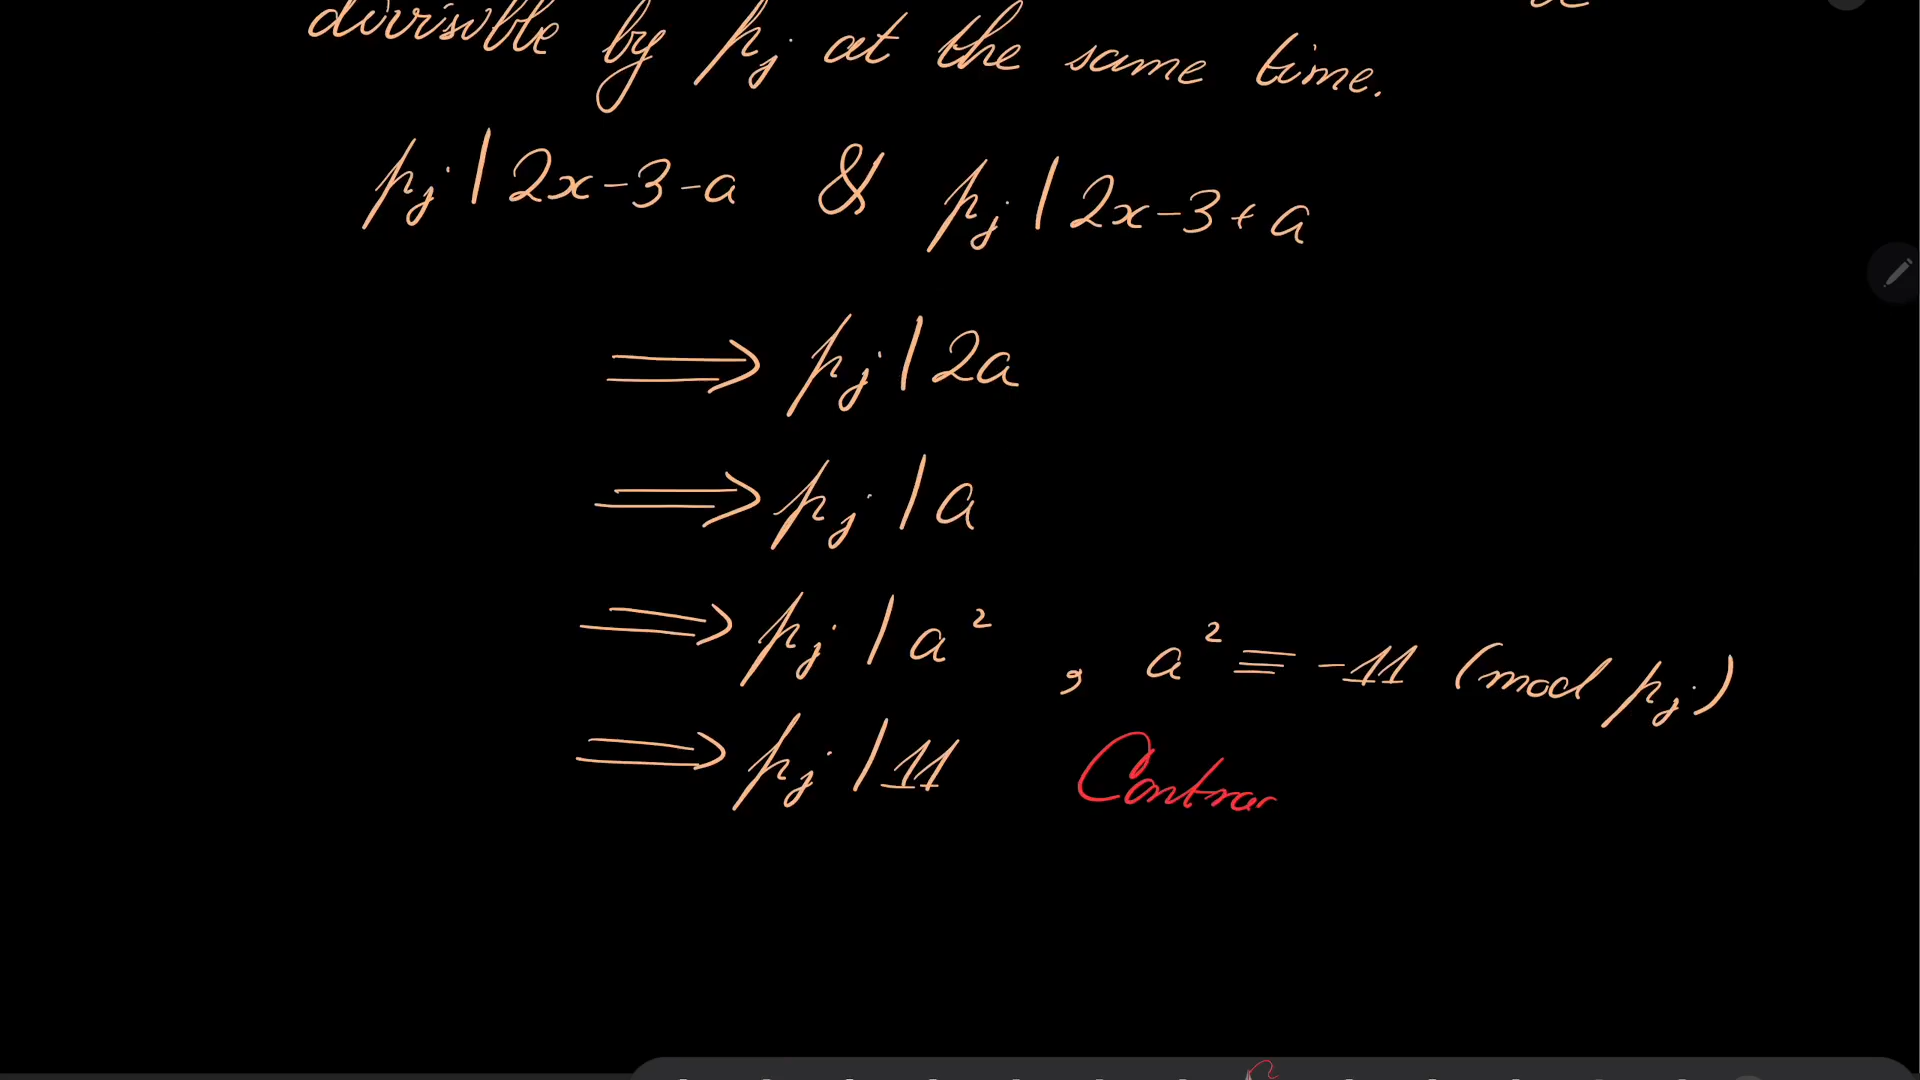 divisible by pj at the same time.
pj | 2x-3-a & pj | 2x-3+a
⟹ pj | 2a
⟹ pj | a
⟹ pj | a² , a² ≡ -11 (mod pj)
⟹ pj | 11 Contra